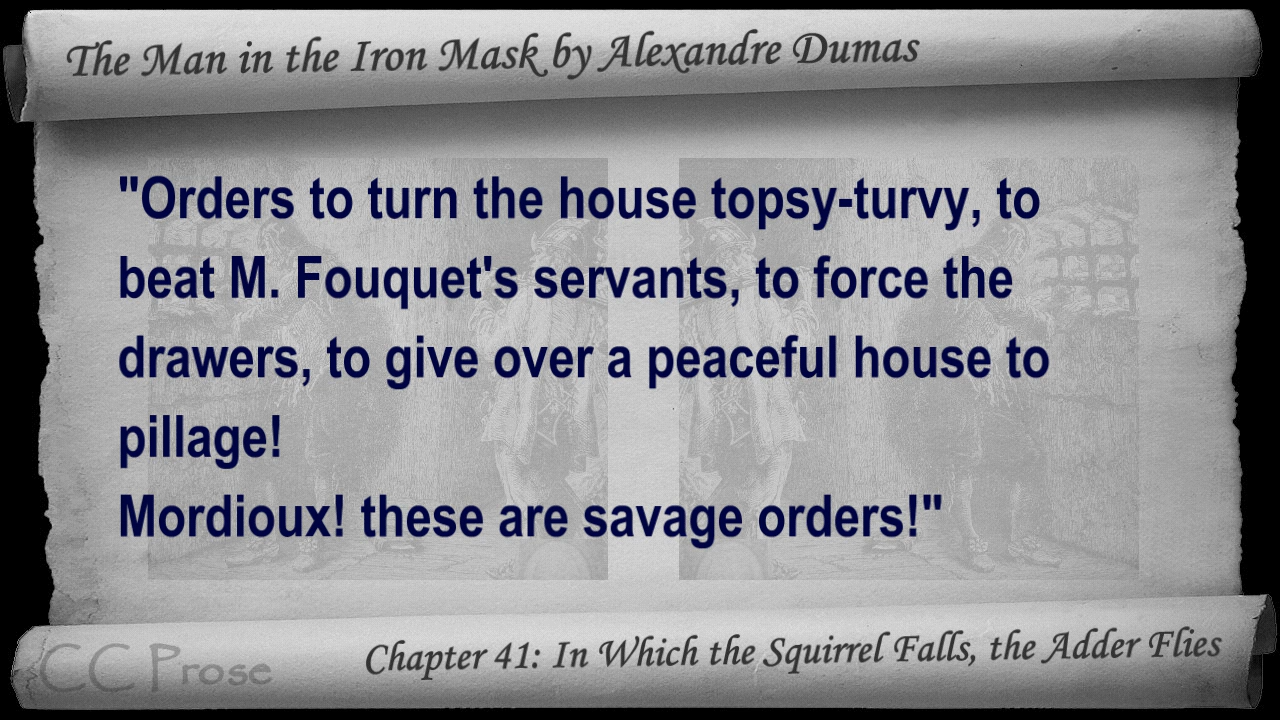 The Man in the Iron Mask by Alexandre Dumas
"Orders to turn the house topsy-turvy, to
beat M. Fouquet's servants, to force the
drawers, to give over a peaceful house to
pillage!
Mordioux! these are savage orders!"
CC Prose
Chapter 41: In Which the Squirrel Falls, the Adder Flies